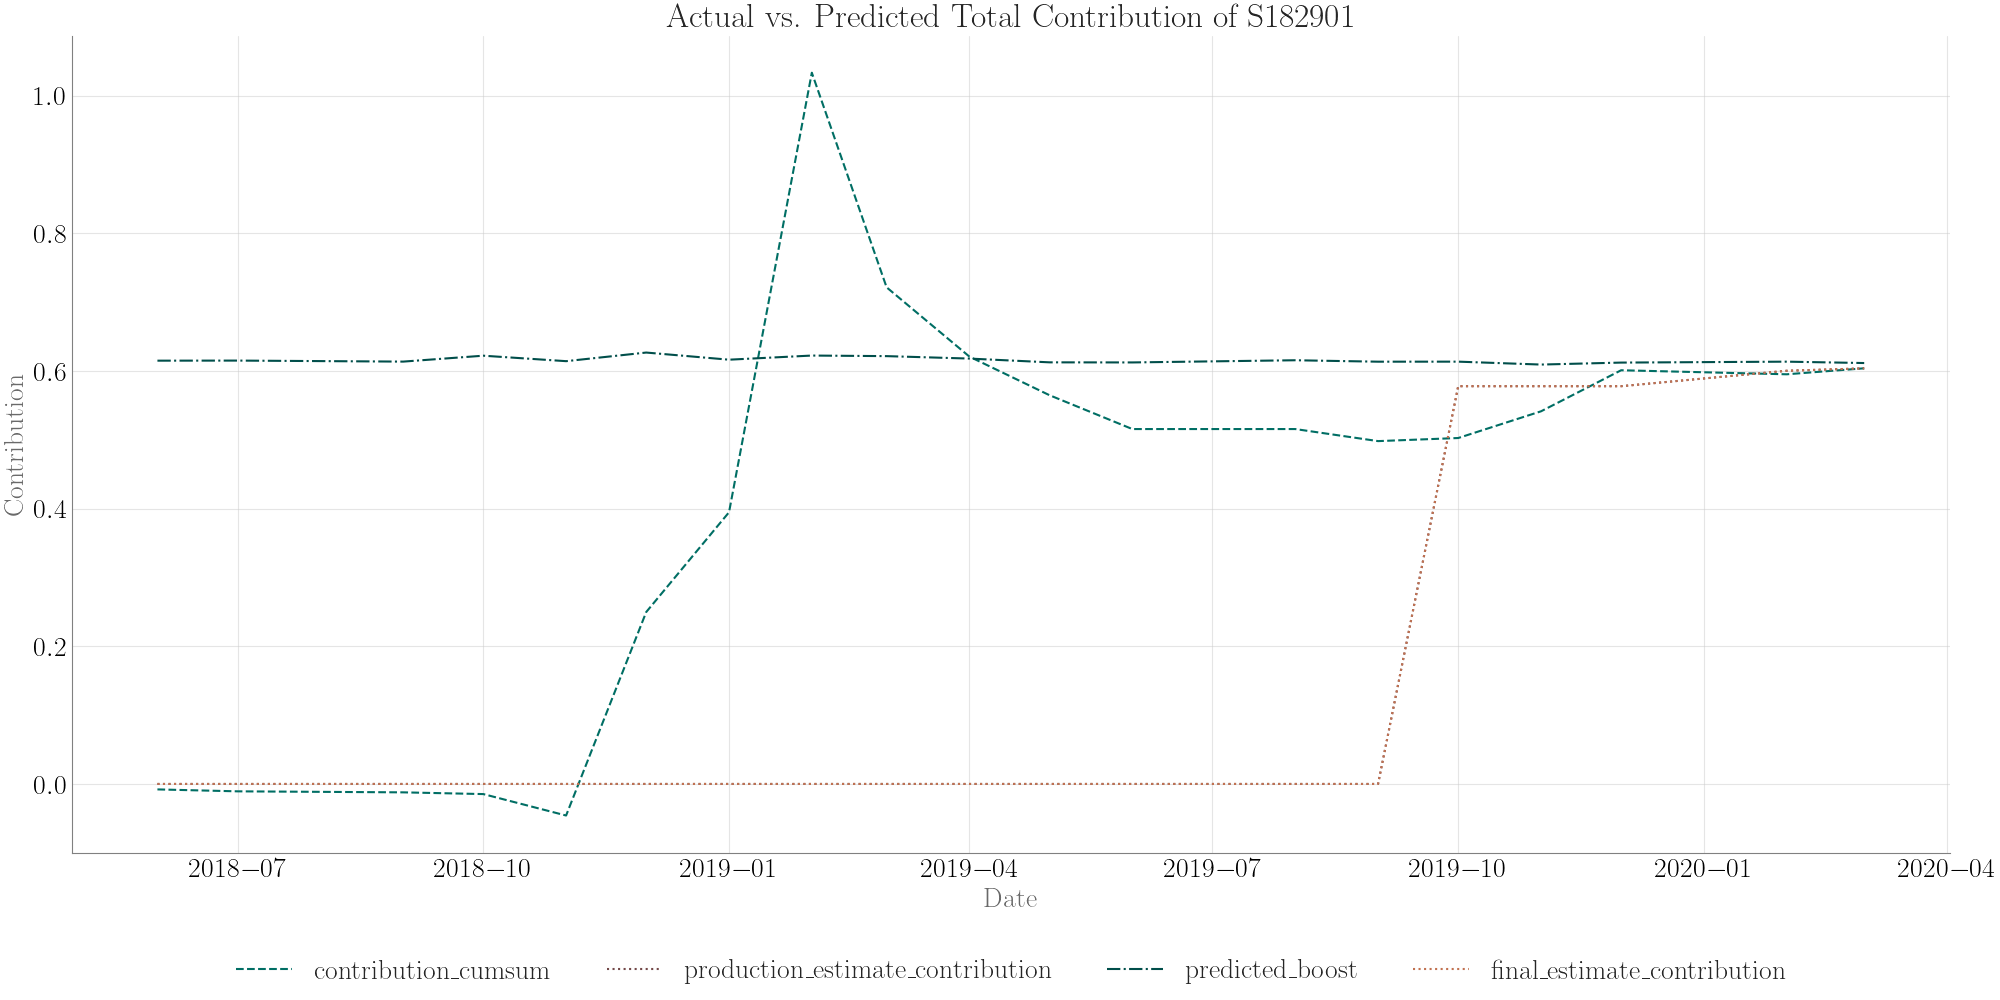 Actual vs. Predicted Total Contribution of S182901
Contribution
1.0
0.8
0.6
0.4
0.2
0.0
2018−07 2018−10 2019−01 2019−04 2019−07 2019−10 2020−01 2020−04
Date
contribution_cumsum production_estimate_contribution predicted_boost final_estimate_contribution